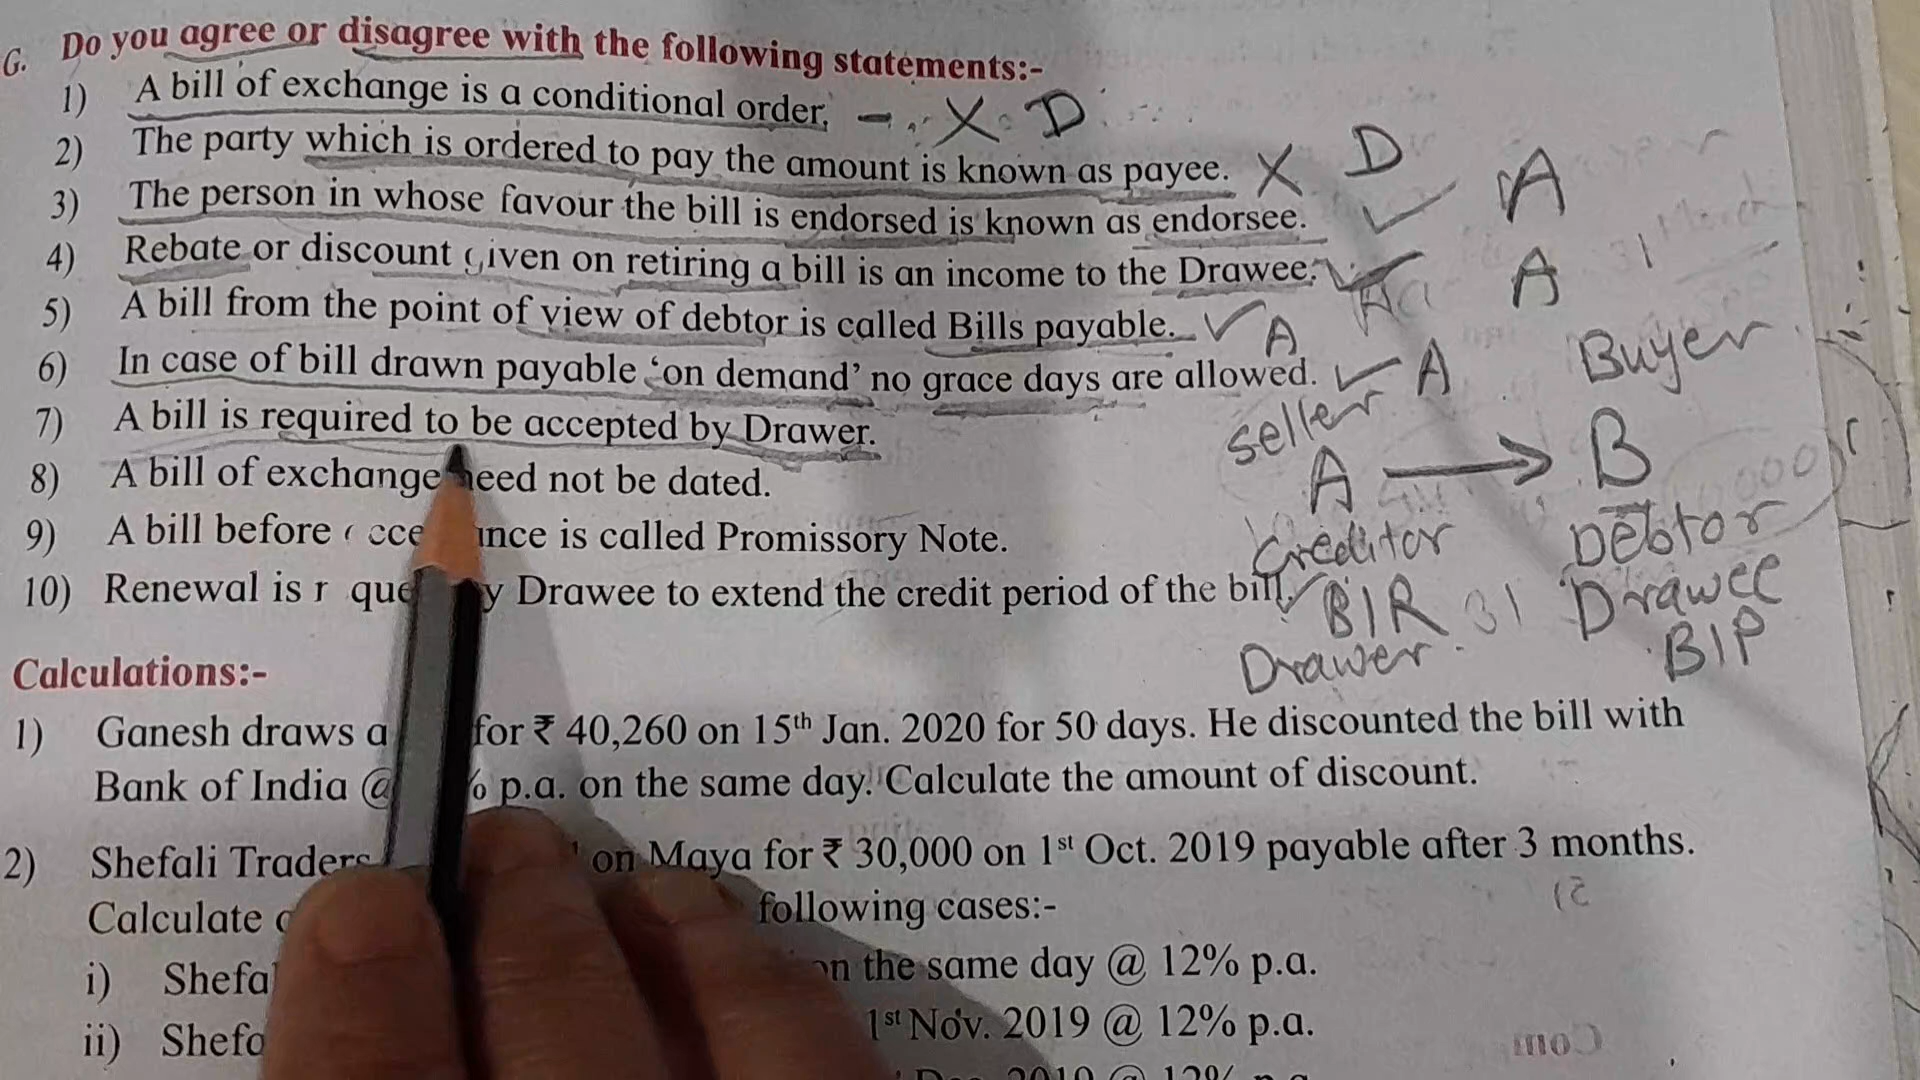 G. Do you agree or disagree with the following statements:-
1) A bill of exchange is a conditional order. - X D
2) The party which is ordered to pay the amount is known as payee. X D
3) The person in whose favour the bill is endorsed is known as endorsee. ✓ A
4) Rebate or discount given on retiring a bill is an income to the Drawee. ✓ A
5) A bill from the point of view of debtor is called Bills payable. ✓ A
6) In case of bill drawn payable ‘on demand’ no grace days are allowed. ✓ A
7) A bill is required to be accepted by Drawer.
8) A bill of exchange need not be dated.
9) A bill before is called Promissory Note.
10) Renewal is Drawee to extend the credit period of the bill. ✓
seller Buyer
A → B
Creditor Debtor
B/R 31 Drawee
Drawer B/P
Calculations:-
1) Ganesh draws a for ₹ 40,260 on 15th Jan. 2020 for 50 days. He discounted the bill with
Bank of India @ % p.a. on the same day. Calculate the amount of discount.
2) Shefali Traders on Maya for ₹ 30,000 on 1st Oct. 2019 payable after 3 months.
Calculate following cases:-
i) on the same day @ 12% p.a.
ii) 1st Nov. 2019 @ 12% p.a.